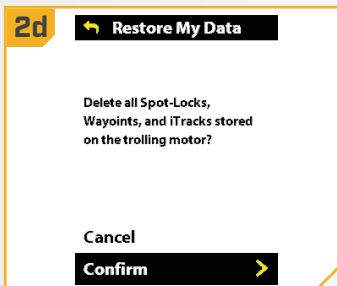 2d
Restore My Data
Delete all Spot-Locks,
Wayoints, and iTracks stored
on the trolling motor?
Cancel
Confirm